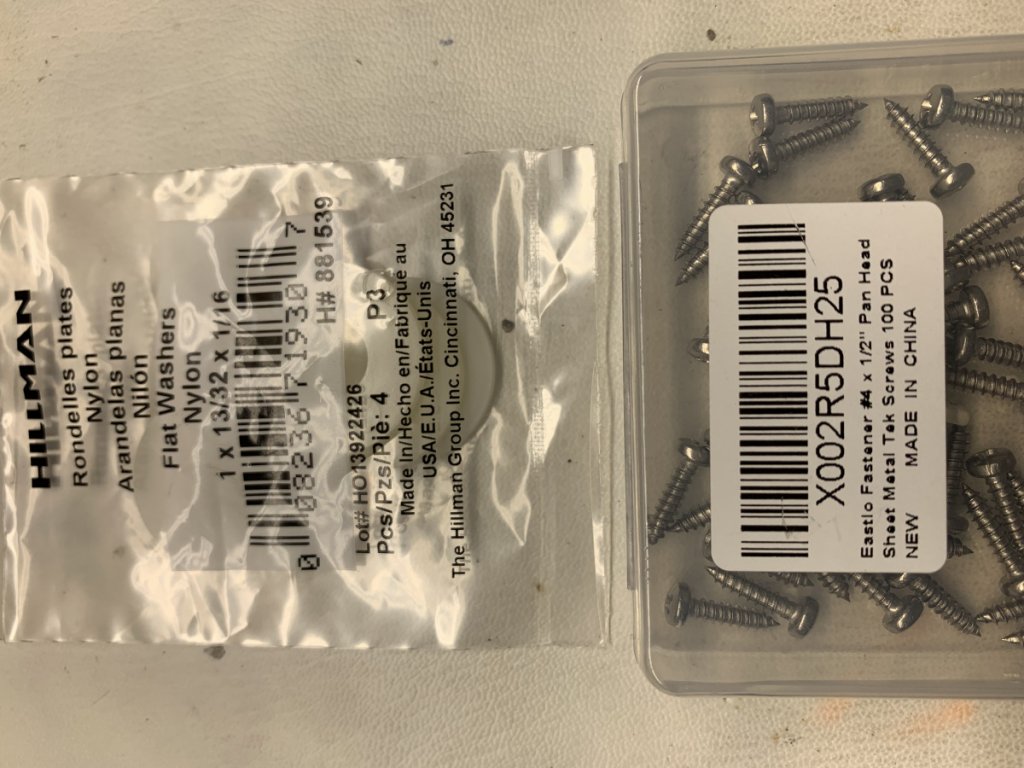 HILLMAN
Rondelles plates
Nylon
Arandelas planas
Nilón
Flat Washers
Nylon
1 x 13/32 x 1/16
0 08236 71930 7
H# 881539
Lot# HO13922426
Pcs/Pzs/Piè: 4 P3
Made In/Hecho en/Fabrique au
USA/E.U.A./États-Unis
The Hillman Group Inc. Cincinnati, OH 45231
X002R5DH25
Eastlo Fastener #4 x 1/2" Pan Head
Sheet Metal Tek Screws 100 PCS
NEW MADE IN CHINA